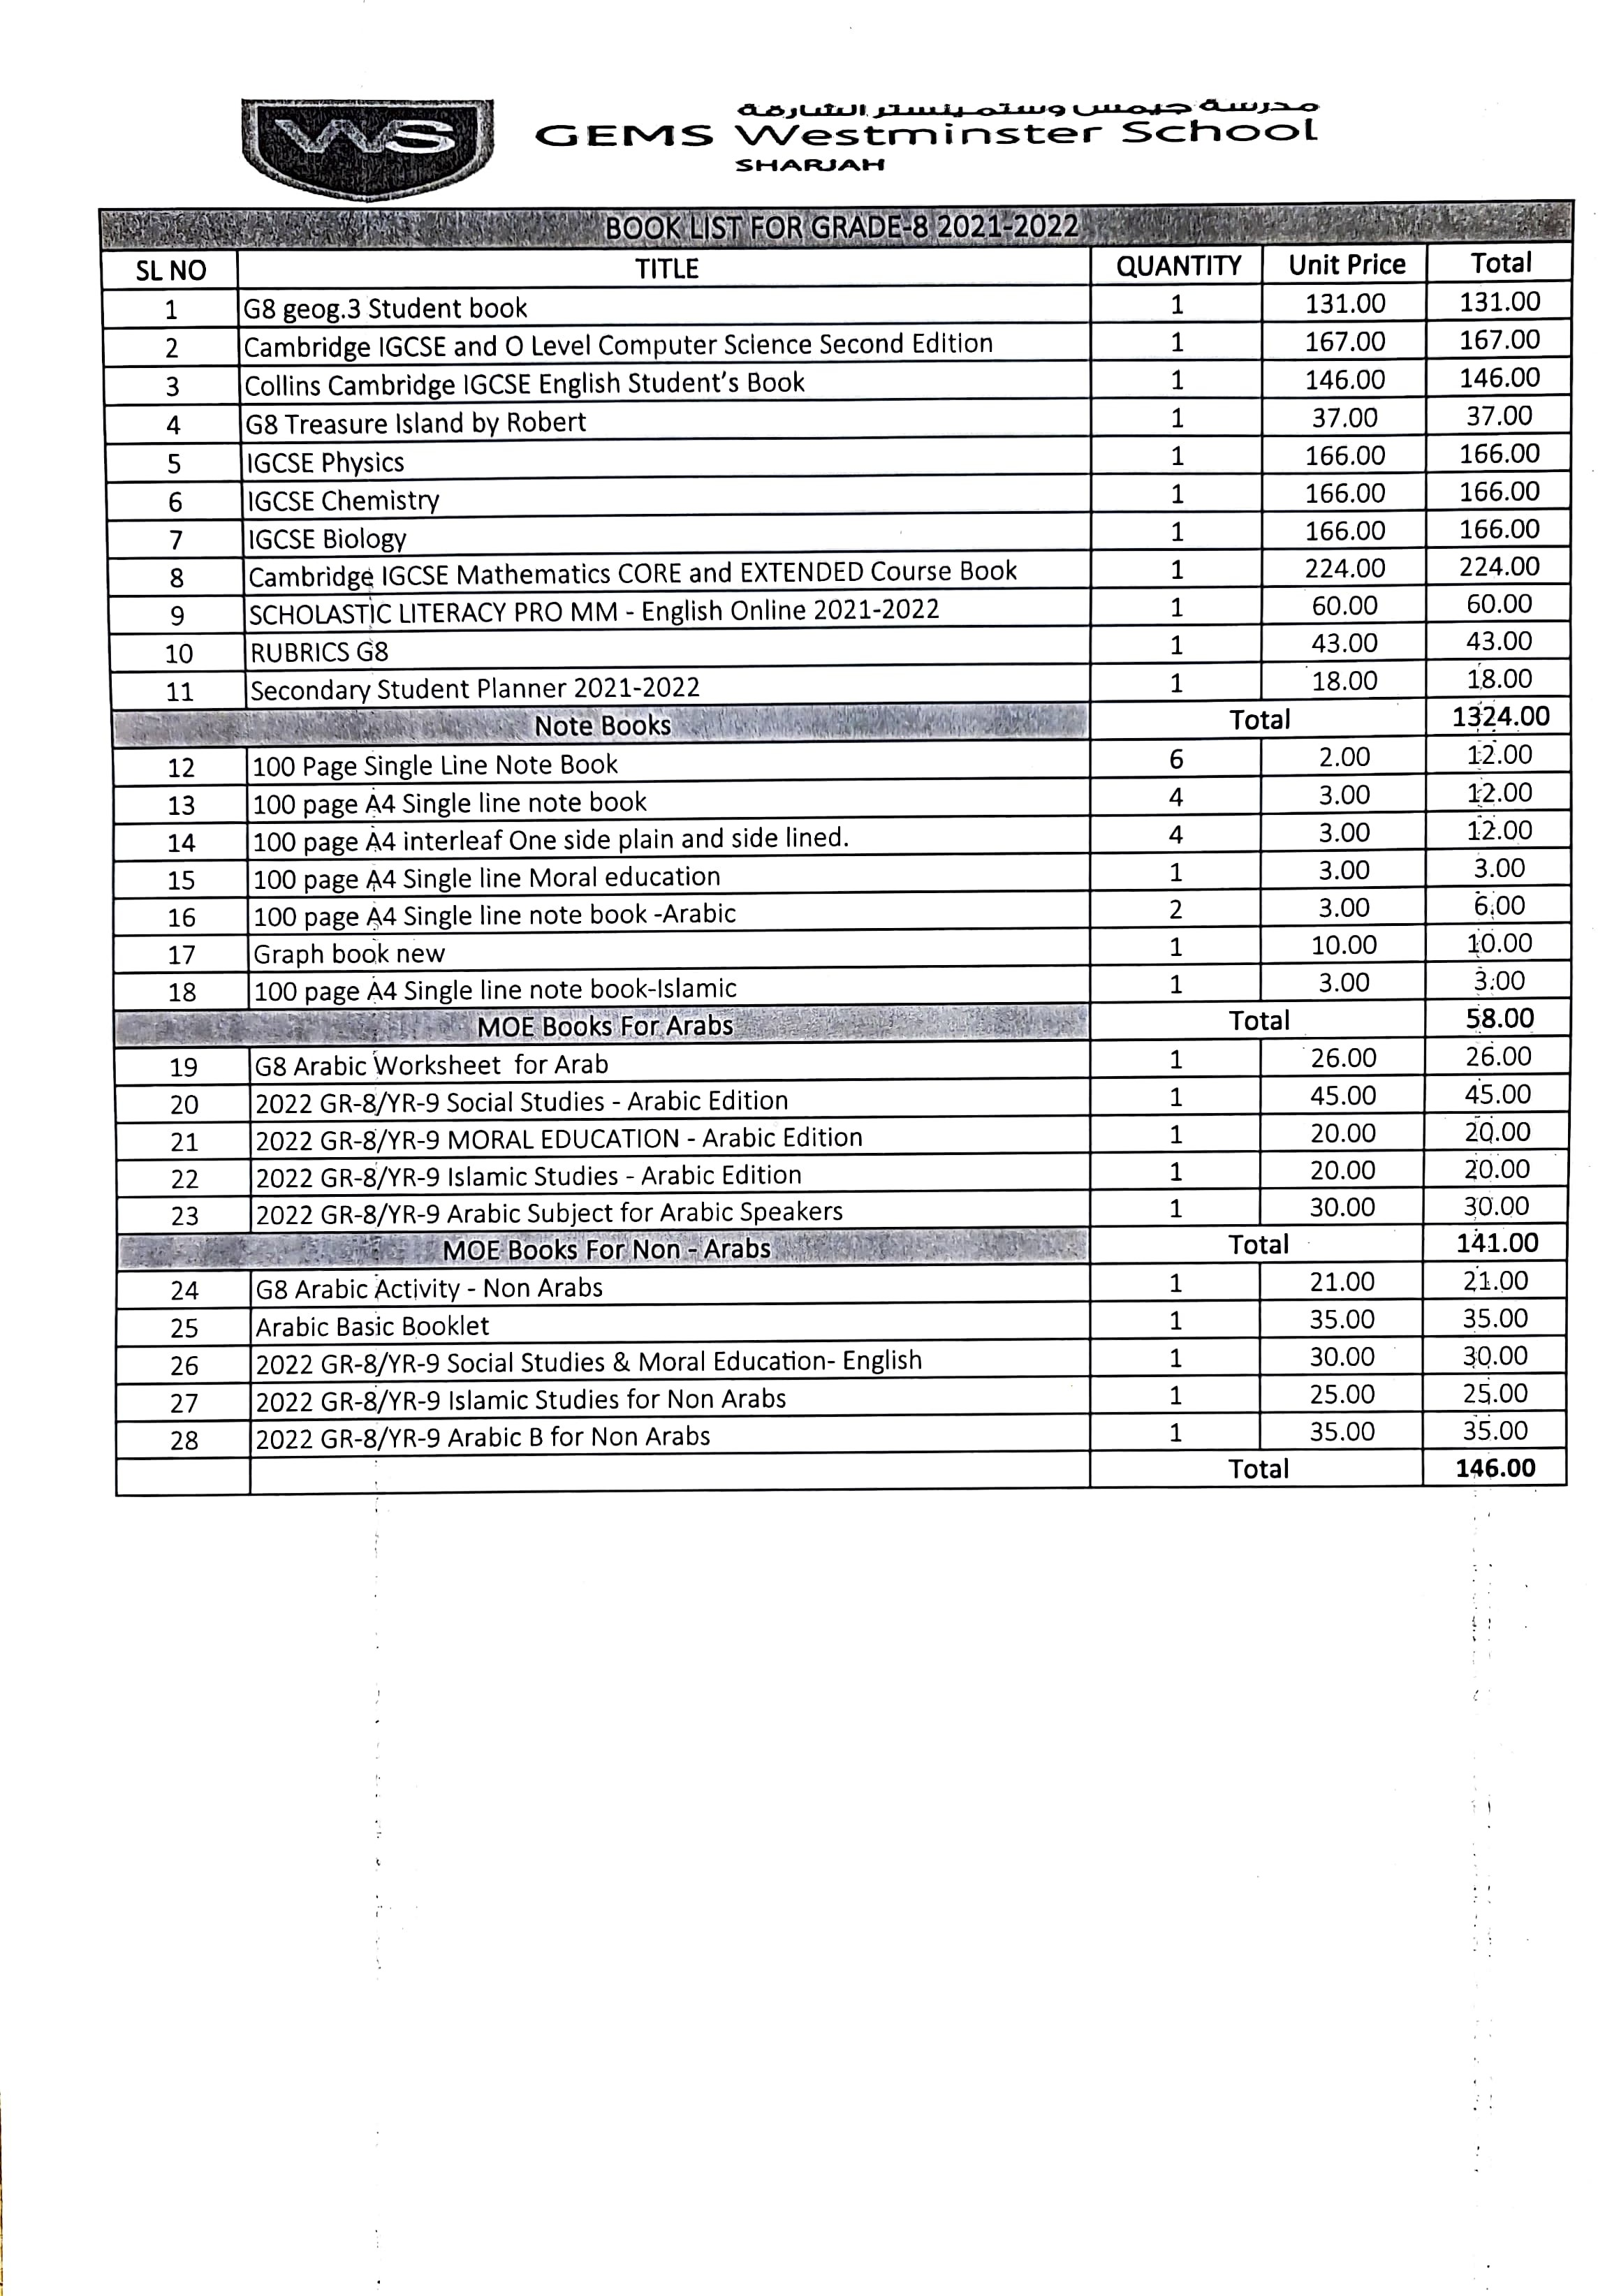 WS
مدرسة جيمس وستمينستر الشارقة
GEMS Westminster School
SHARJAH
BOOK LIST FOR GRADE-8 2021-2022
SL NO TITLE QUANTITY Unit Price Total
1 G8 geog.3 Student book 1 131.00 131.00
2 Cambridge IGCSE and O Level Computer Science Second Edition 1 167.00 167.00
3 Collins Cambridge IGCSE English Student's Book 1 146.00 146.00
4 G8 Treasure Island by Robert 1 37.00 37.00
5 IGCSE Physics 1 166.00 166.00
6 IGCSE Chemistry 1 166.00 166.00
7 IGCSE Biology 1 166.00 166.00
8 Cambridge IGCSE Mathematics CORE and EXTENDED Course Book 1 224.00 224.00
9 SCHOLASTIC LITERACY PRO MM - English Online 2021-2022 1 60.00 60.00
10 RUBRICS G8 1 43.00 43.00
11 Secondary Student Planner 2021-2022 1 18.00 18.00
Note Books Total 1324.00
12 100 Page Single Line Note Book 6 2.00 12.00
13 100 page A4 Single line note book 4 3.00 12.00
14 100 page A4 interleaf One side plain and side lined. 4 3.00 12.00
15 100 page A4 Single line Moral education 1 3.00 3.00
16 100 page A4 Single line note book -Arabic 2 3.00 6.00
17 Graph book new 1 10.00 10.00
18 100 page A4 Single line note book-Islamic 1 3.00 3.00
MOE Books For Arabs Total 58.00
19 G8 Arabic Worksheet for Arab 1 26.00 26.00
20 2022 GR-8/YR-9 Social Studies - Arabic Edition 1 45.00 45.00
21 2022 GR-8/YR-9 MORAL EDUCATION - Arabic Edition 1 20.00 20.00
22 2022 GR-8/YR-9 Islamic Studies - Arabic Edition 1 20.00 20.00
23 2022 GR-8/YR-9 Arabic Subject for Arabic Speakers 1 30.00 30.00
MOE Books For Non - Arabs Total 141.00
24 G8 Arabic Activity - Non Arabs 1 21.00 21.00
25 Arabic Basic Booklet 1 35.00 35.00
26 2022 GR-8/YR-9 Social Studies & Moral Education- English 1 30.00 30.00
27 2022 GR-8/YR-9 Islamic Studies for Non Arabs 1 25.00 25.00
28 2022 GR-8/YR-9 Arabic B for Non Arabs 1 35.00 35.00
Total 146.00